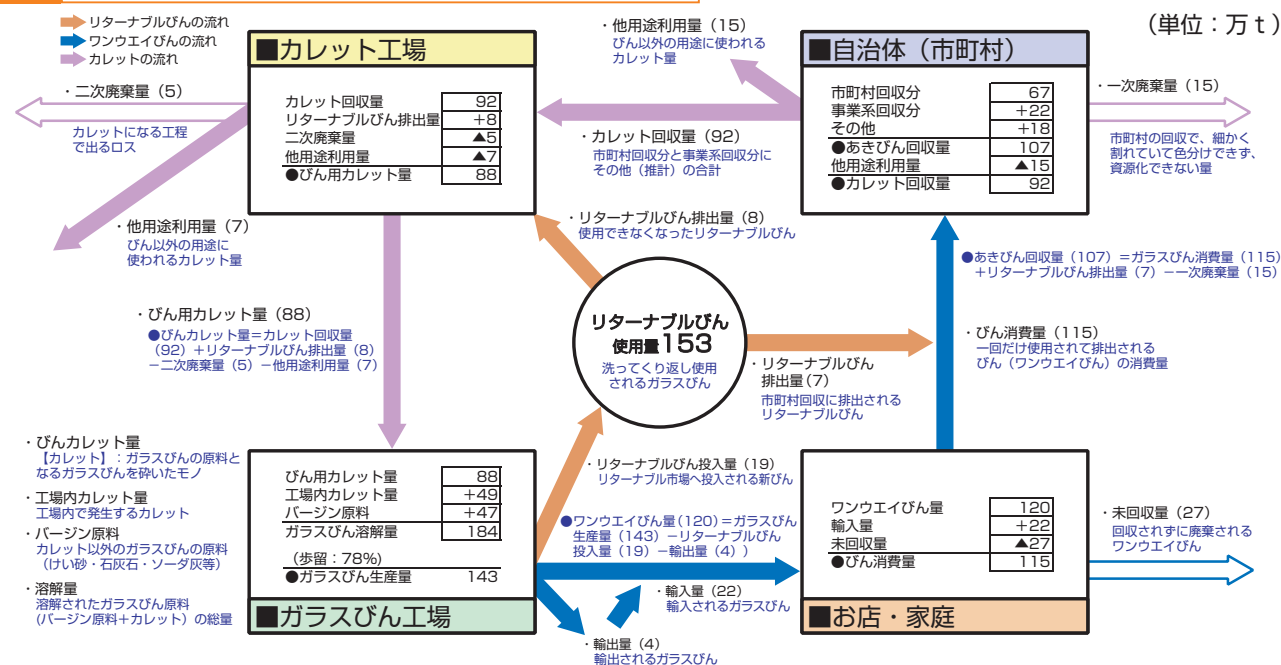 リターナブルびんの流れ
ワンウエイびんの流れ
カレットの流れ
（単位：万ｔ）
■カレット工場
カレット回収量 92
リターナブルびん排出量 +8
二次廃棄量 ▲5
他用途利用量 ▲7
●びん用カレット量 88
・他用途利用量（15）
びん以外の用途に使われる
カレット量
■自治体（市町村）
市町村回収分 67
事業系回収分 +22
その他 +18
●あきびん回収量 107
他用途利用量 ▲15
●カレット回収量 92
・一次廃棄量（15）
市町村の回収で、細かく
割れていて色分けできず、
資源化できない量
・二次廃棄量（5）
カレットになる工程
で出るロス
・カレット回収量（92）
市町村回収分と事業系回収分に
その他（推計）の合計
・他用途利用量（7）
びん以外の用途に
使われるカレット量
・リターナブルびん排出量（8）
使用できなくなったリターナブルびん
●あきびん回収量（107）＝ガラスびん消費量（115）
＋リターナブルびん排出量（7）－一次廃棄量（15）
・びん用カレット量（88）
●びんカレット量＝カレット回収量
（92）＋リターナブルびん排出量（8）
－二次廃棄量（5）－他用途利用量（7）
リターナブルびん
使用量153
洗ってくり返し使用
されるガラスびん
・リターナブルびん
排出量（7）
市町村回収に排出される
リターナブルびん
・びん消費量（115）
一回だけ使用されて排出される
びん（ワンウエイびん）の消費量
・びんカレット量
【カレット】：ガラスびんの原料と
なるガラスびんを砕いたモノ
・工場内カレット量
工場内で発生するカレット
・バージン原料
カレット以外のガラスびんの原料
（けい砂・石灰石・ソーダ灰等）
・溶解量
溶解されたガラスびん原料
(バージン原料＋カレット）の総量
びん用カレット量 88
工場内カレット量 +49
バージン原料 +47
ガラスびん溶解量 184
（歩留：78%）
●ガラスびん生産量 143
■ガラスびん工場
・リターナブルびん投入量（19）
リターナブル市場へ投入される新びん
●ワンウエイびん量（120）＝ガラスびん
生産量（143）－リターナブルびん
投入量（19）－輸出量（4））
・輸入量（22）
輸入されるガラスびん
・輸出量（4）
輸出されるガラスびん
ワンウエイびん量 120
輸入量 +22
未回収量 ▲27
●びん消費量 115
■お店・家庭
・未回収量（27）
回収されずに廃棄される
ワンウエイびん